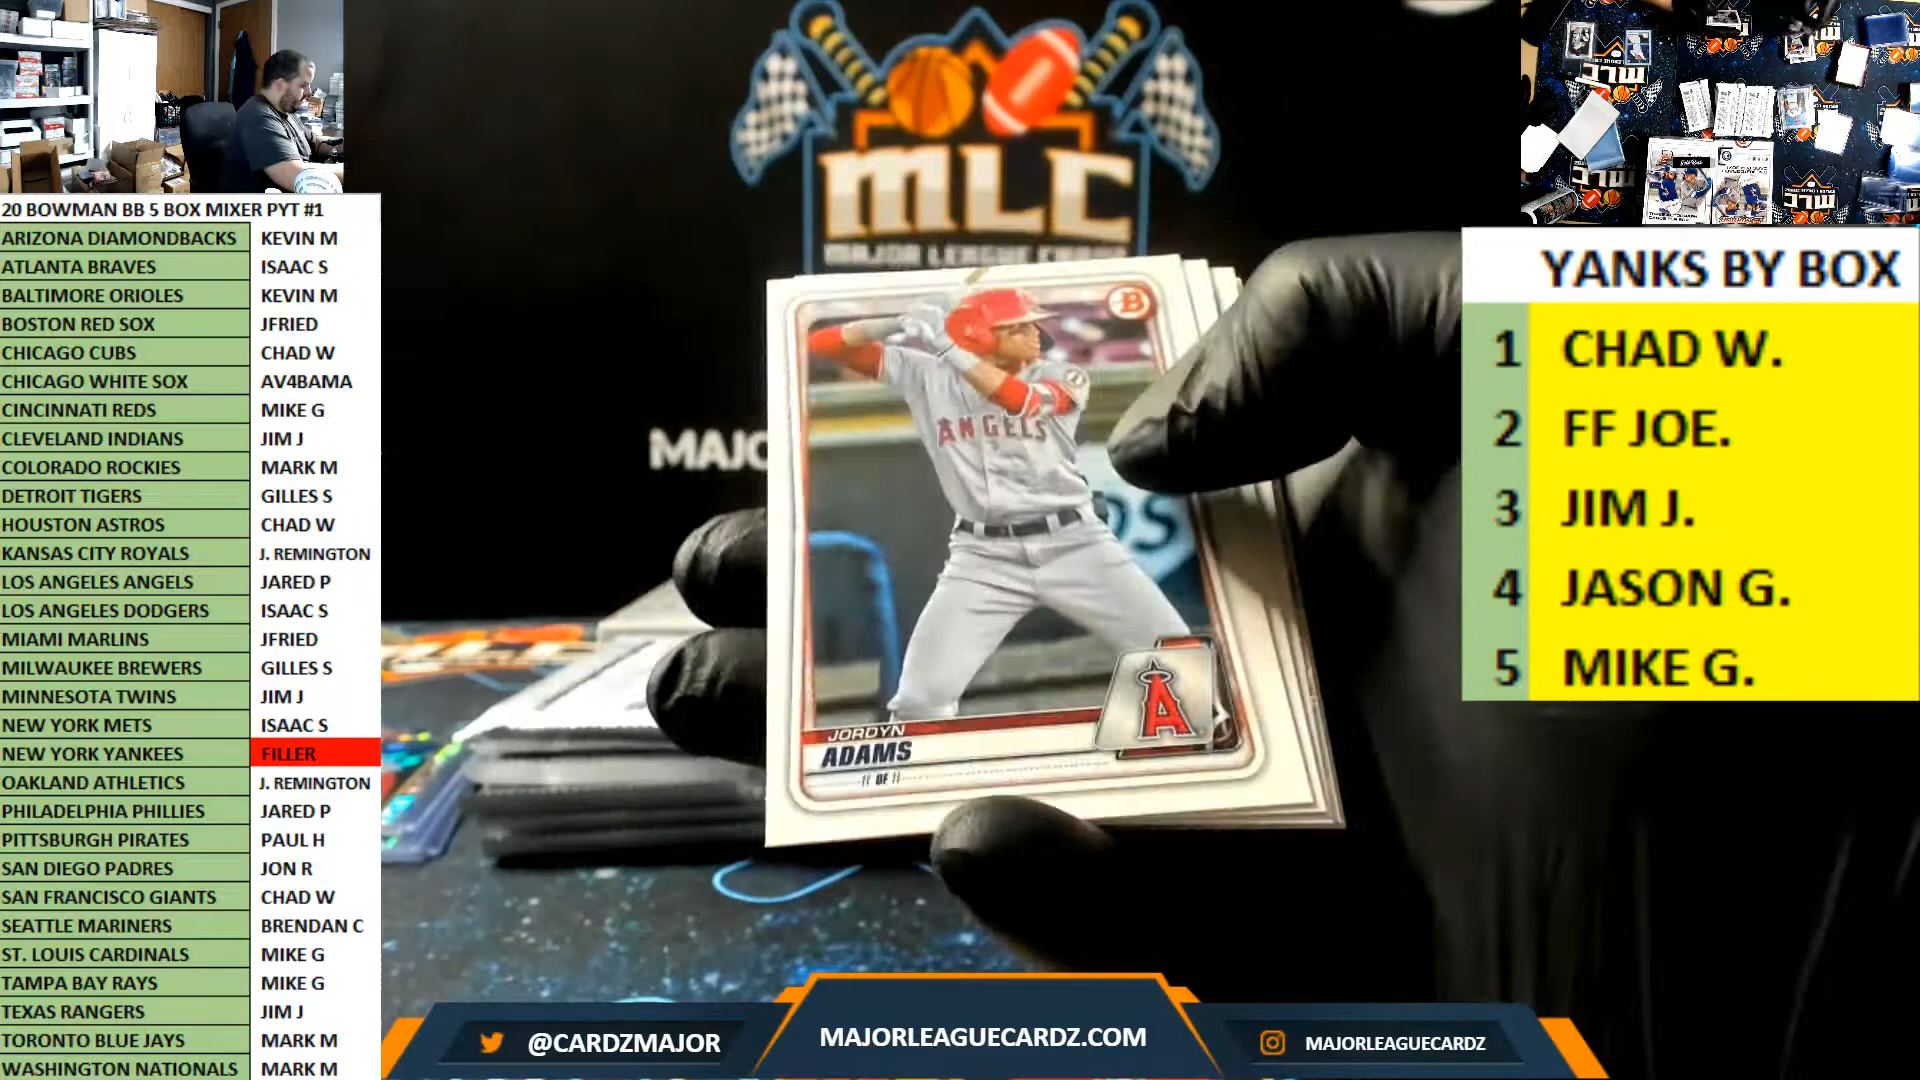 20 BOWMAN BB 5 BOX MIXER PYT #1
ARIZONA DIAMONDBACKS KEVIN M
ATLANTA BRAVES ISAAC S
BALTIMORE ORIOLES KEVIN M
BOSTON RED SOX JFRIED
CHICAGO CUBS CHAD W
CHICAGO WHITE SOX AV4BAMA
CINCINNATI REDS MIKE G
CLEVELAND INDIANS JIM J
COLORADO ROCKIES MARK M
DETROIT TIGERS GILLES S
HOUSTON ASTROS CHAD W
KANSAS CITY ROYALS J. REMINGTON
LOS ANGELES ANGELS JARED P
LOS ANGELES DODGERS ISAAC S
MIAMI MARLINS JFRIED
MILWAUKEE BREWERS GILLES S
MINNESOTA TWINS JIM J
NEW YORK METS ISAAC S
NEW YORK YANKEES FILLER
OAKLAND ATHLETICS J. REMINGTON
PHILADELPHIA PHILLIES JARED P
PITTSBURGH PIRATES PAUL H
SAN DIEGO PADRES JON R
SAN FRANCISCO GIANTS CHAD W
SEATTLE MARINERS BRENDAN C
ST. LOUIS CARDINALS MIKE G
TAMPA BAY RAYS MIKE G
TEXAS RANGERS JIM J
TORONTO BLUE JAYS MARK M
WASHINGTON NATIONALS MARK M
MLC
MAJOR LEAGUE CARDZ
MAJO
B
ANGELS
JORDYN
ADAMS
OF
A
YANKS BY BOX
1 CHAD W.
2 FF JOE.
3 JIM J.
4 JASON G.
5 MIKE G.
@CARDZMAJOR
MAJORLEAGUECARDZ.COM
MAJORLEAGUECARDZ